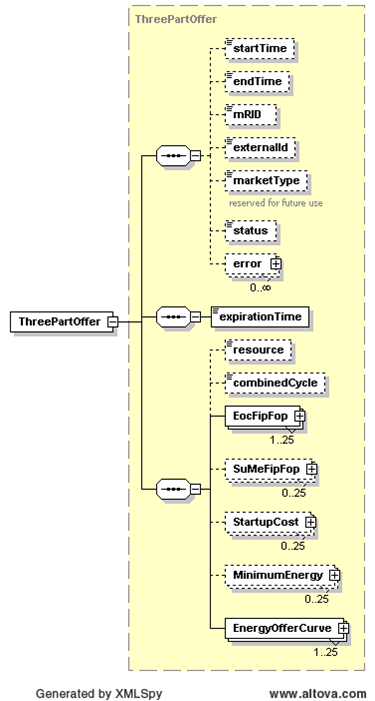 ThreePartOffer
startTime
endTime
mRID
externalId
marketType
reserved for future use
status
error
0..∞
ThreePartOffer
expirationTime
resource
combinedCycle
EocFipFop
1..25
SuMeFipFop
0..25
StartupCost
0..25
MinimumEnergy
0..25
EnergyOfferCurve
1..25
Generated by XMLSpy
www.altova.com